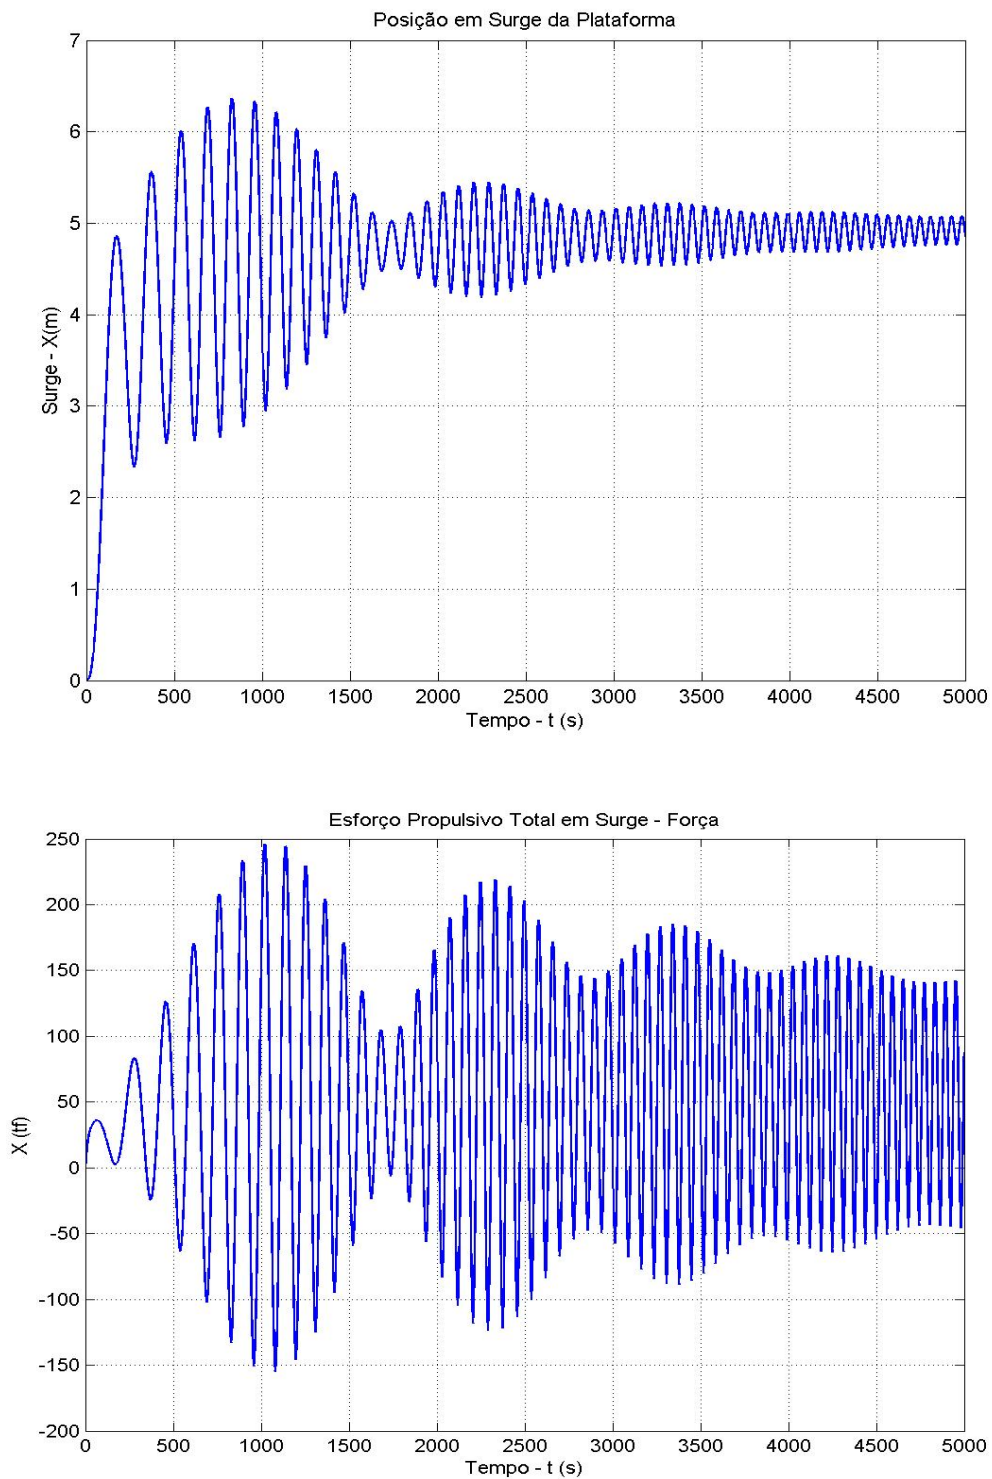 Posição em Surge da Plataforma
7
6
5
4
3
2
1
0
Surge - X(m)
0 500 1000 1500 2000 2500 3000 3500 4000 4500 5000
Tempo - t (s)
Esforço Propulsivo Total em Surge - Força
250
200
150
100
50
0
-50
-100
-150
-200
X (tf)
0 500 1000 1500 2000 2500 3000 3500 4000 4500 5000
Tempo - t (s)